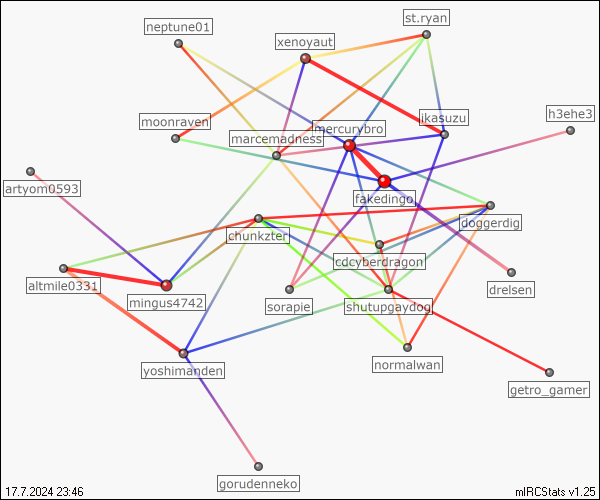 neptune01
st.ryan
xenoyaut
moonraven
marcemadness
mercurybro
ikasuzu
h3ehe3
artyom0593
fakedingo
doggerdig
chunkzter
cdcyberdragon
altmile0331
mingus4742
sorapie
shutupgaydog
drelsen
yoshimanden
normalwan
getro_gamer
gorudenneko
17.7.2024 23:46
mIRCStats v1.25